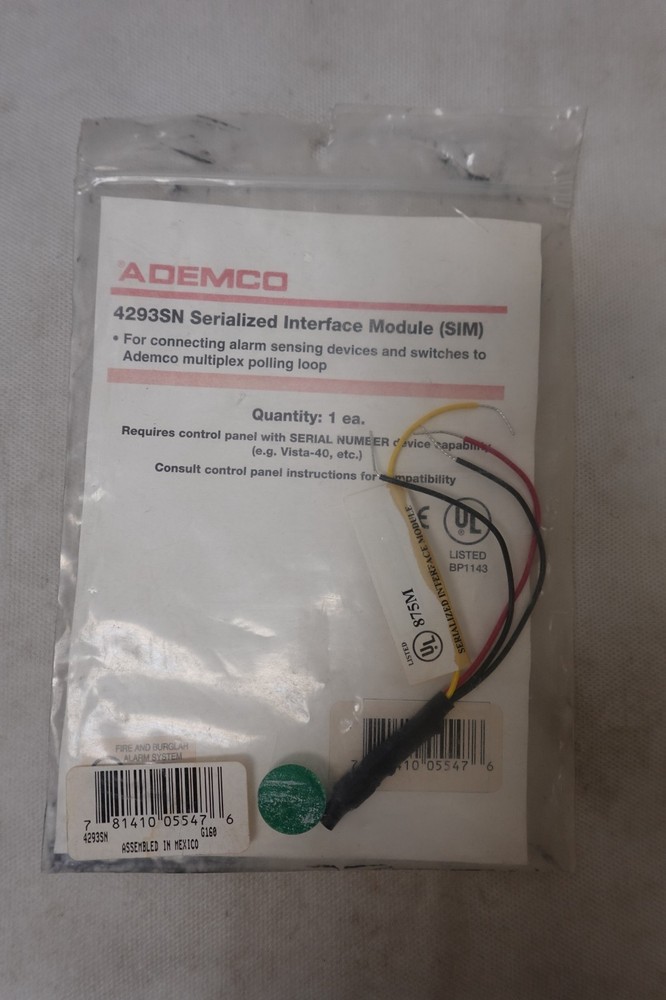 ADEMCO
4293SN Serialized Interface Module (SIM)
• For connecting alarm sensing devices and switches to
Ademco multiplex polling loop
Quantity: 1 ea.
Requires control panel with SERIAL NUMBER device capability
(e.g. Vista-40, etc.)
Consult control panel instructions for compatibility
CE
UL
®
LISTED
BP1143
SERIALIZED INTERFACE MODULE
875M
UL
LISTED
FIRE AND BURGLAR
ALARM SYSTEM
7 81410 05547 6
4293SN G160
ASSEMBLED IN MEXICO
7 81410 05547 6